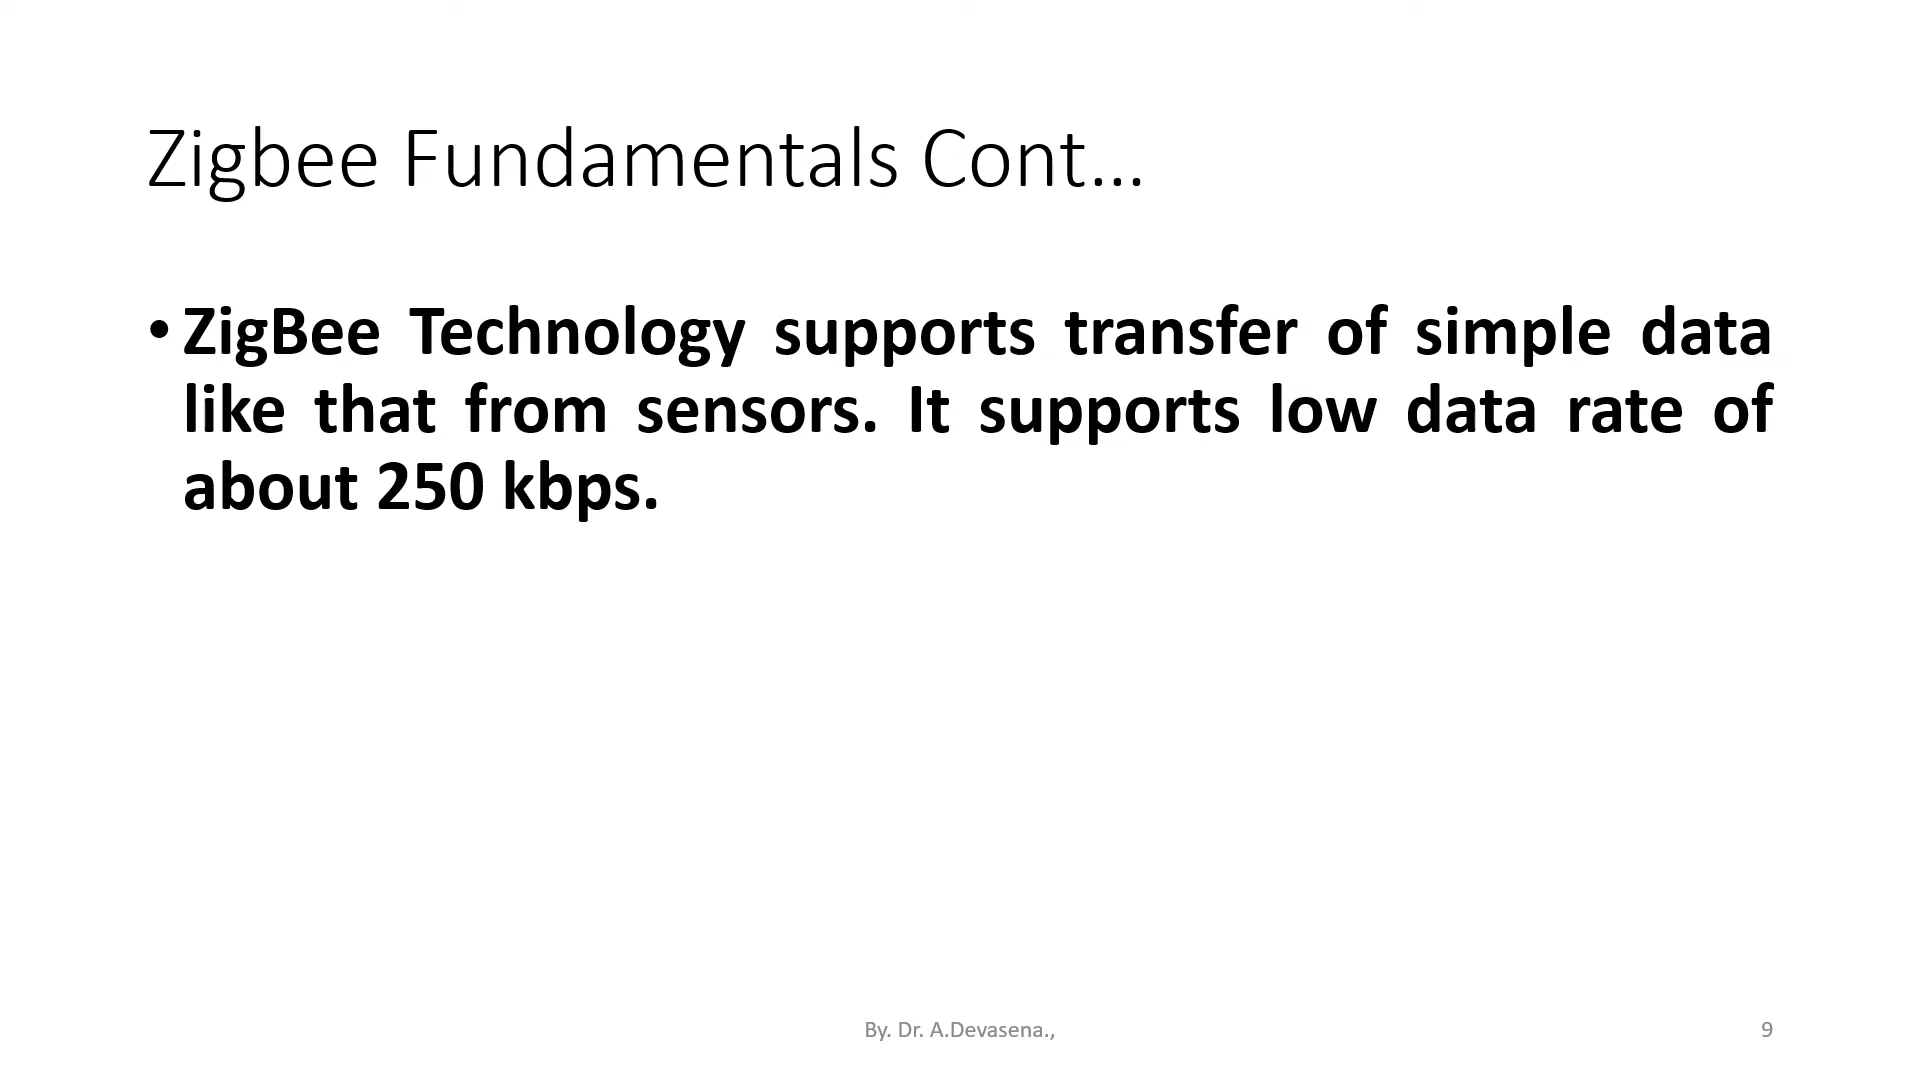 Zigbee Fundamentals Cont...
• ZigBee Technology supports transfer of simple data
like that from sensors. It supports low data rate of
about 250 kbps.
By. Dr. A.Devasena.,
9